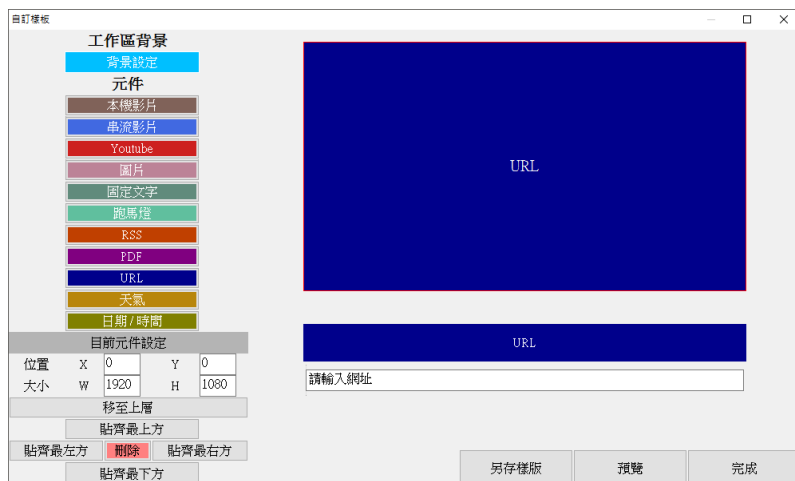 自訂樣板
工作區背景
背景設定
元件
本機影片
串流影片
Youtube
圖片
固定文字
跑馬燈
RSS
PDF
URL
天氣
日期/時間
目前元件設定
位置 X 0 Y 0
大小 W 1920 H 1080
移至上層
貼齊最上方
貼齊最左方 刪除 貼齊最右方
貼齊最下方
URL
URL
請輸入網址
另存樣版 預覽 完成